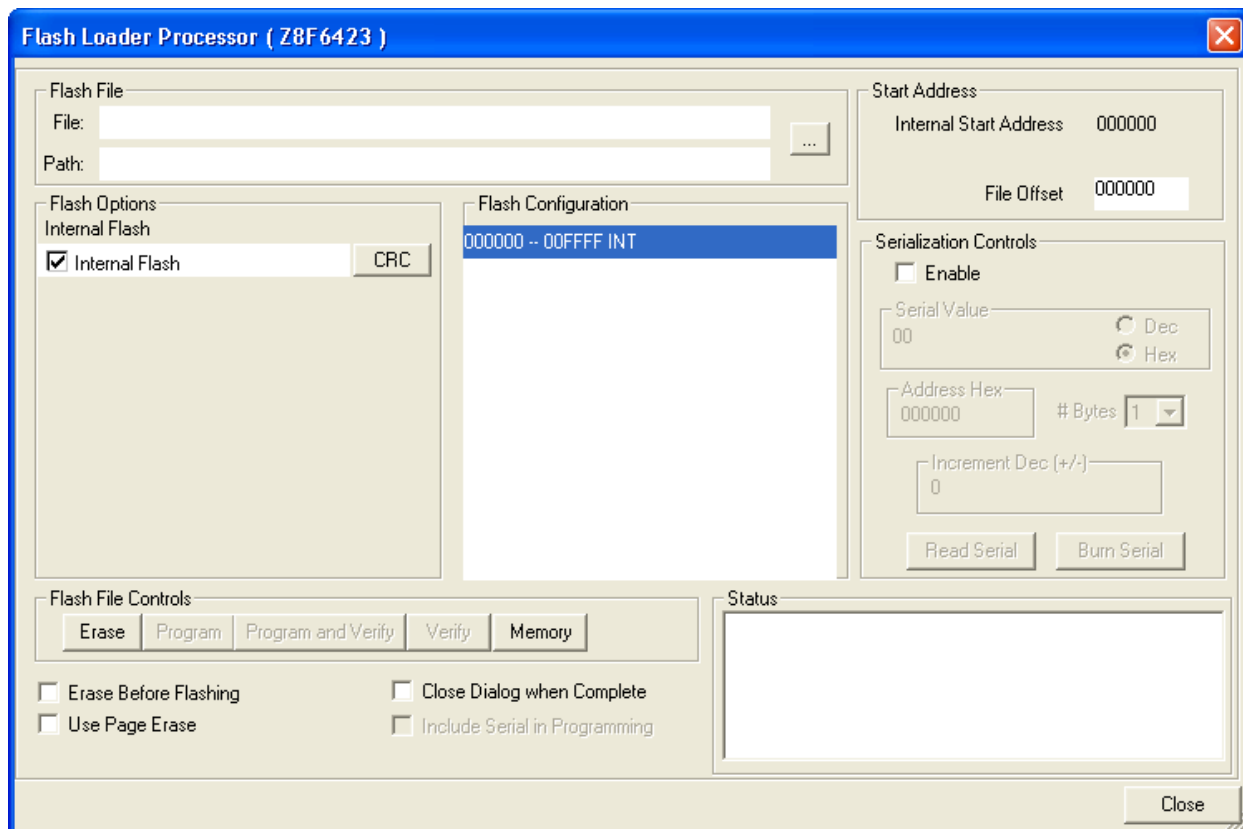 Flash Loader Processor ( Z8F6423 )
Flash File
File:
Path:
...
Start Address
Internal Start Address 000000
File Offset 000000
Flash Options
Internal Flash
Internal Flash
CRC
Flash Configuration
000000 -- 00FFFF INT
Serialization Controls
Enable
Serial Value
00
Dec
Hex
Address Hex
000000
# Bytes 1
Increment Dec (+/-)
0
Read Serial
Burn Serial
Flash File Controls
Erase
Program
Program and Verify
Verify
Memory
Erase Before Flashing
Use Page Erase
Close Dialog when Complete
Include Serial in Programming
Status
Close